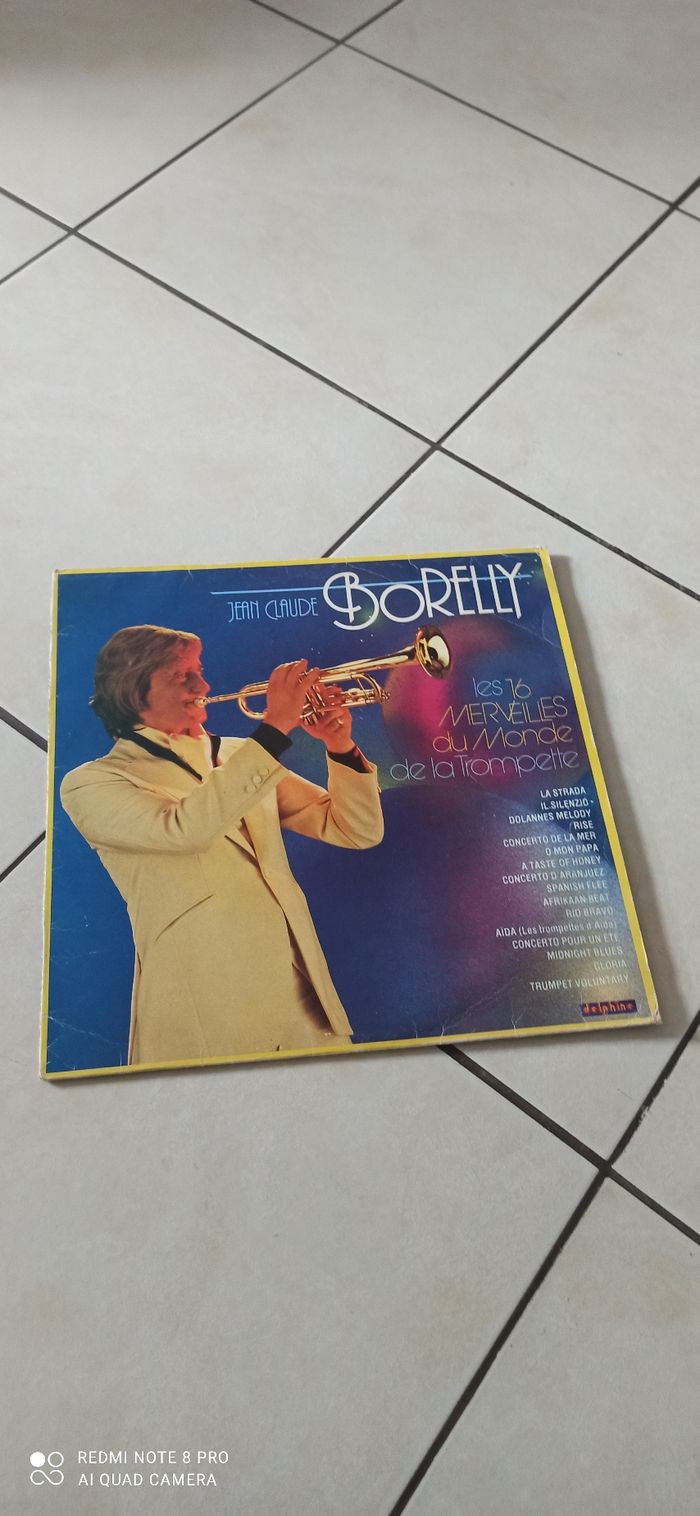 JEAN CLAUDE BORELLY
les 16
MERVEILLES
du Monde
de la Trompette
LA STRADA
IL SILENZIO
DOLANNES MELODY
RISE
CONCERTO DE LA MER
O MON PAPA
A TASTE OF HONEY
CONCERTO D'ARANJUEZ
SPANISH FLEE
AFRIKAAN BEAT
RIO BRAVO
AÏDA (Les trompettes d'Aïda)
CONCERTO POUR UN ETE
MIDNIGHT BLUES
GLORIA
TRUMPET VOLUNTARY
delphine
REDMI NOTE 8 PRO
AI QUAD CAMERA